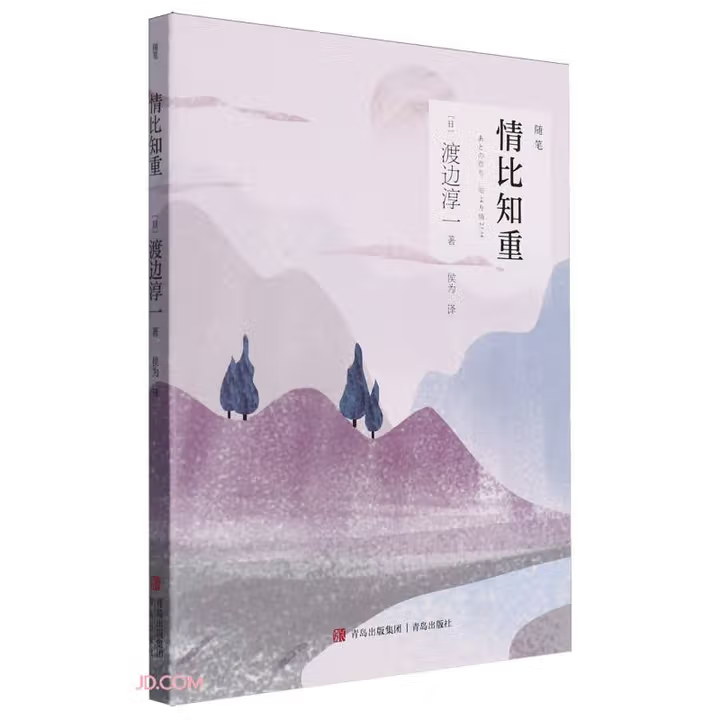 随笔
情比知重
[日]
渡边淳一
著
侯为
译
随笔
情比知重
[日]渡边淳一 著
侯为 译
青岛出版集团|青岛出版社
JD.COM